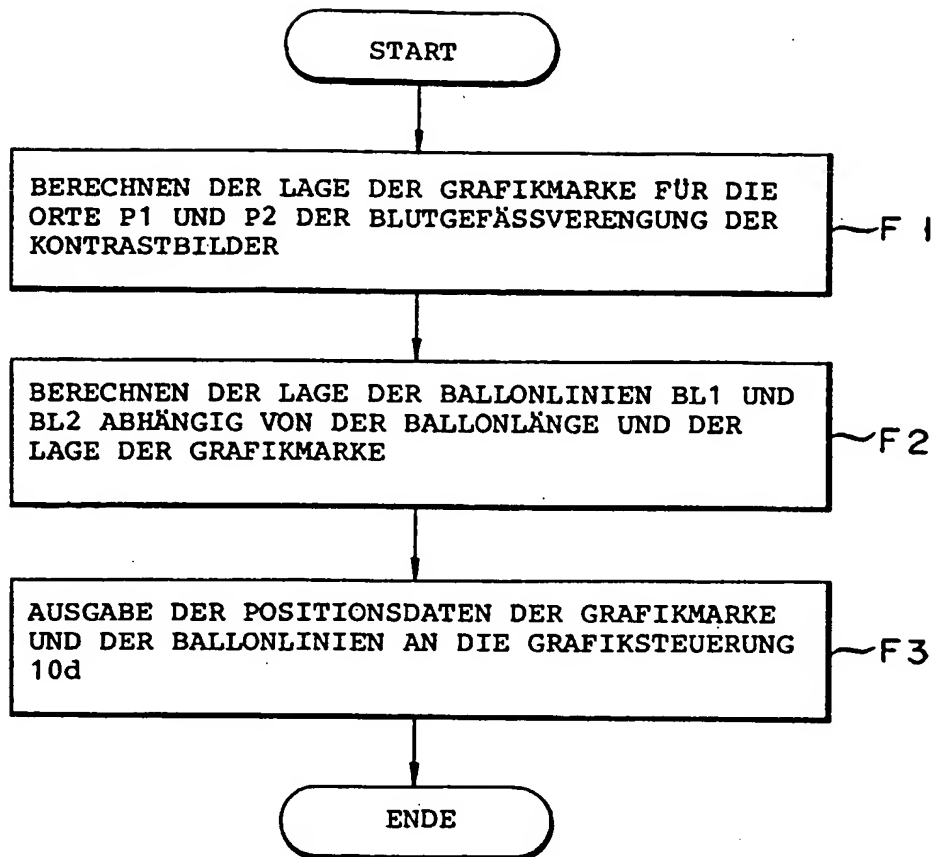 START
BERECHNEN DER LAGE DER GRAFIKMARKE FÜR DIE
ORTE P1 UND P2 DER BLUTGEFÄSSVERENGUNG DER
KONTRASTBILDER
F 1
BERECHNEN DER LAGE DER BALLONLINIEN BL1 UND
BL2 ABHÄNGIG VON DER BALLONLÄNGE UND DER
LAGE DER GRAFIKMARKE
F 2
AUSGABE DER POSITIONSDATEN DER GRAFIKMARKE
UND DER BALLONLINIEN AN DIE GRAFIKSTEUERUNG
10d
F 3
ENDE